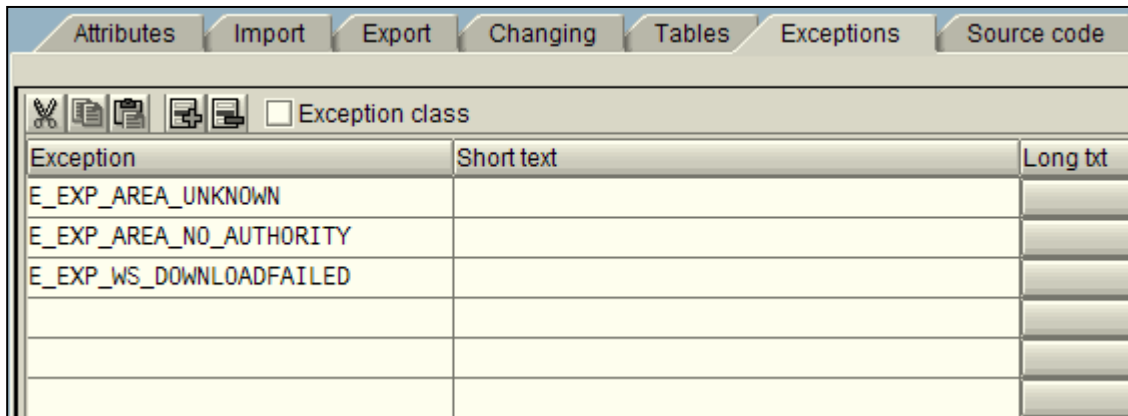 Attributes Import Export Changing Tables Exceptions Source code
Exception class
Exception Short text Long txt
E_EXP_AREA_UNKNOWN
E_EXP_AREA_NO_AUTHORITY
E_EXP_WS_DOWNLOADFAILED